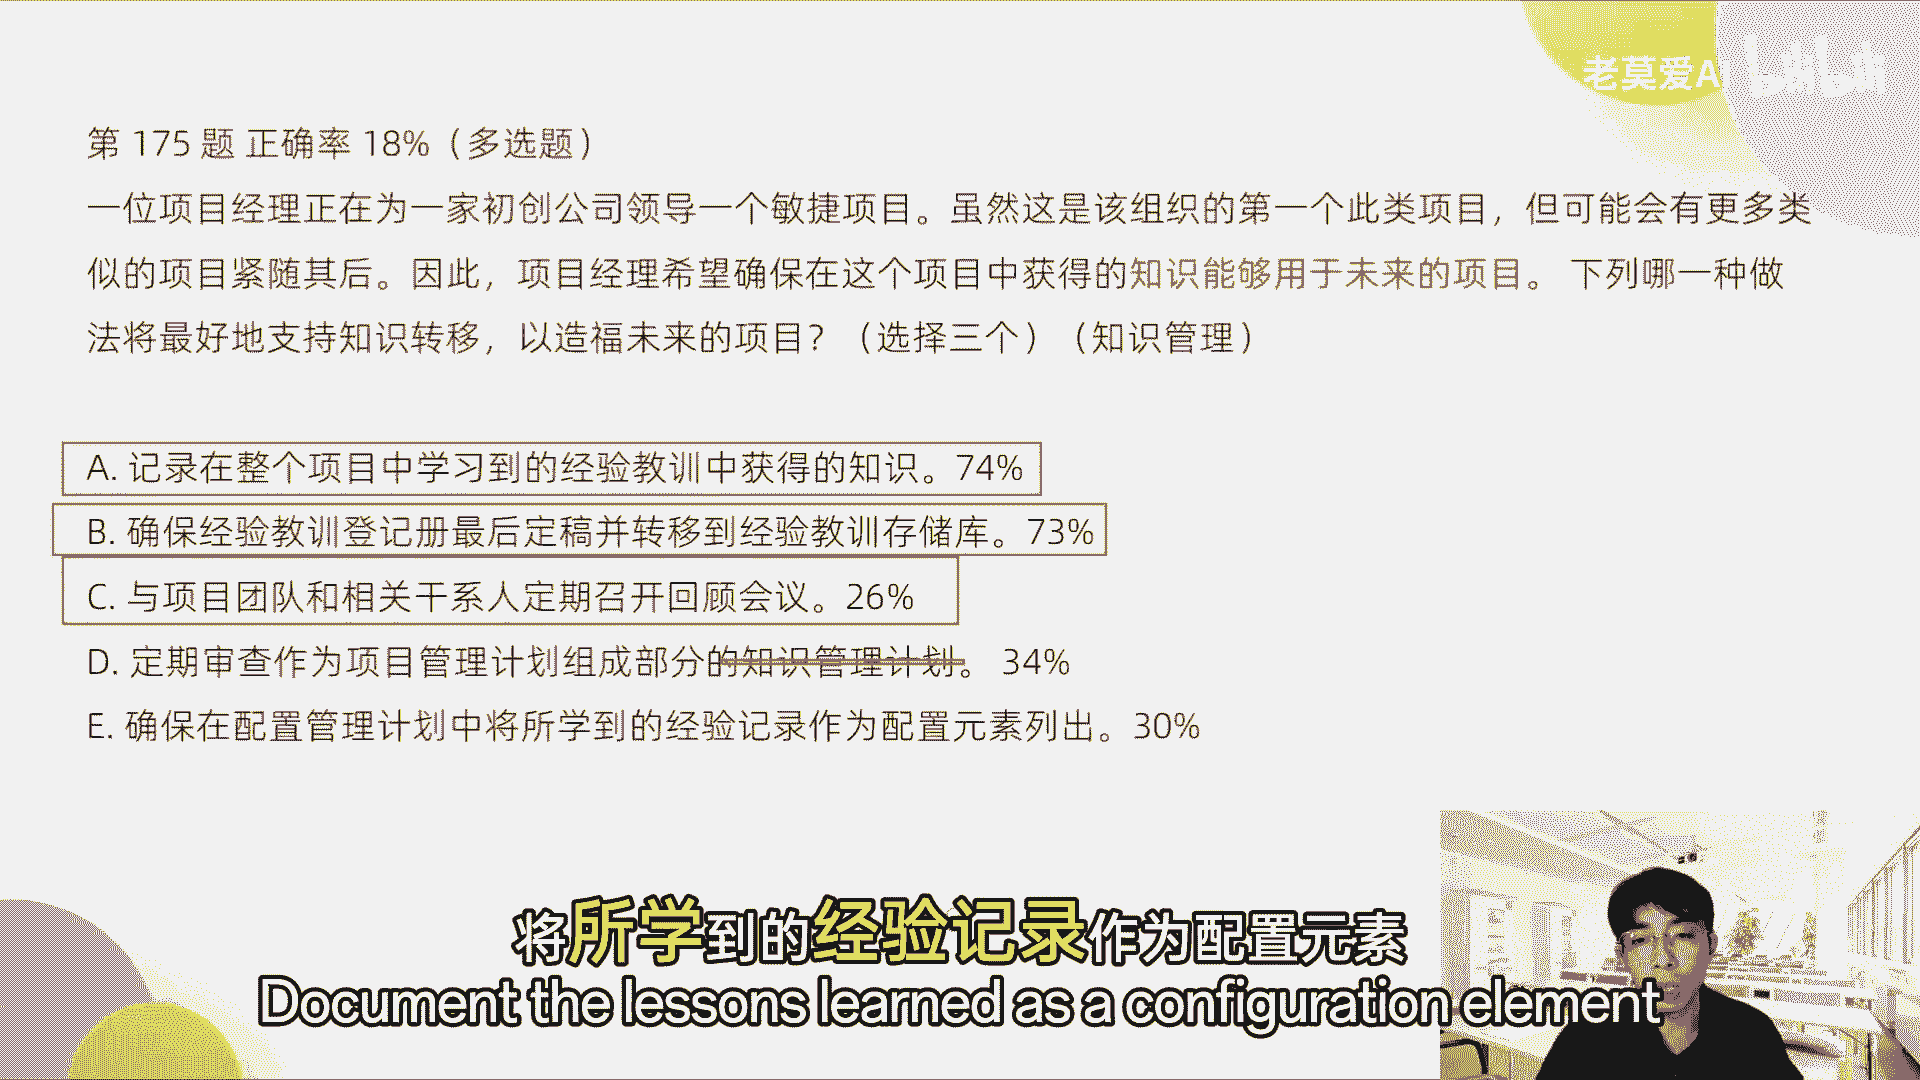 老莫爱A
第 175 题 正确率 18%（多选题）
一位项目经理正在为一家初创公司领导一个敏捷项目。虽然这是该组织的第一个此类项目，但可能会有更多类
似的项目紧随其后。因此，项目经理希望确保在这个项目中获得的知识能够用于未来的项目。 下列哪一种做
法将最好地支持知识转移，以造福未来的项目？（选择三个）（知识管理）
A. 记录在整个项目中学习到的经验教训中获得的知识。74%
B. 确保经验教训登记册最后定稿并转移到经验教训存储库。73%
C. 与项目团队和相关干系人定期召开回顾会议。26%
D. 定期审查作为项目管理计划组成部分的知识管理计划。 34%
E. 确保在配置管理计划中将所学到的经验记录作为配置元素列出。30%
将所学到的经验记录作为配置元素
Document the lessons learned as a configuration element